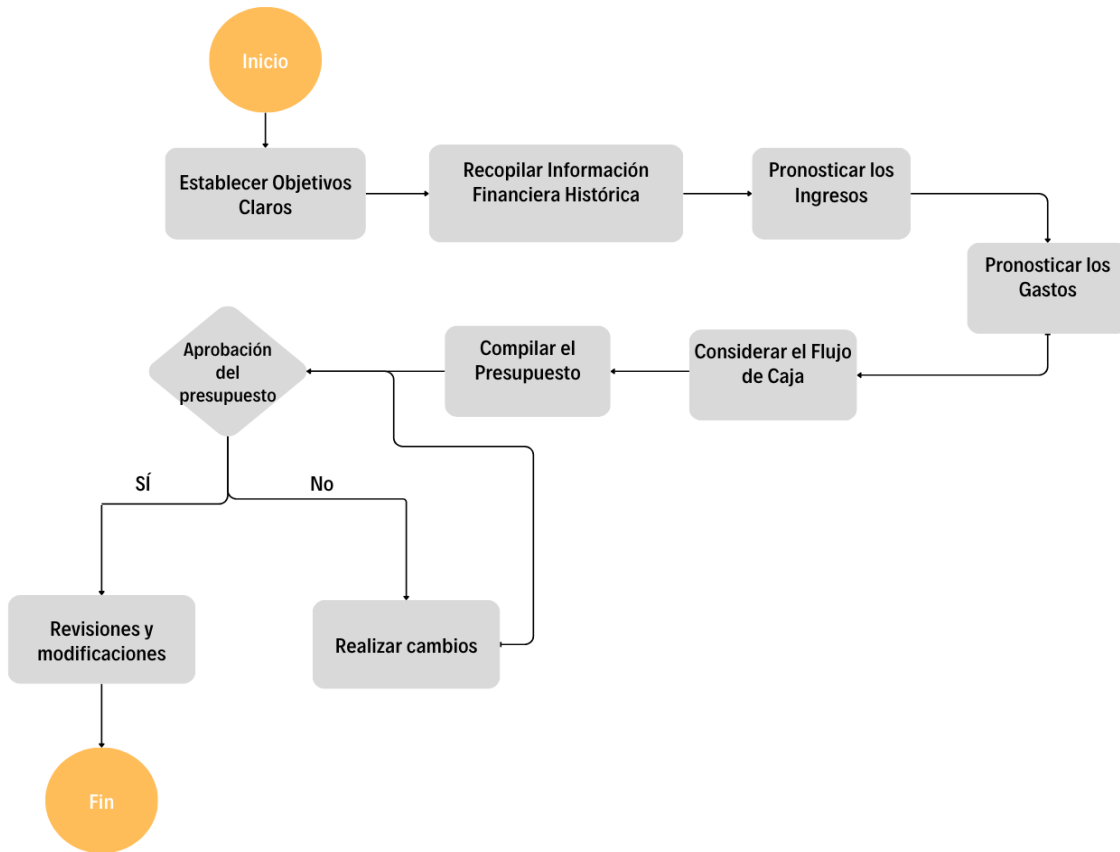 Inicio
Establecer Objetivos
Claros
Recopilar Información
Financiera Histórica
Pronosticar los
Ingresos
Pronosticar los
Gastos
Considerar el Flujo
de Caja
Compilar el
Presupuesto
Aprobación
del
presupuesto
SÍ
No
Revisiones y
modificaciones
Realizar cambios
Fin